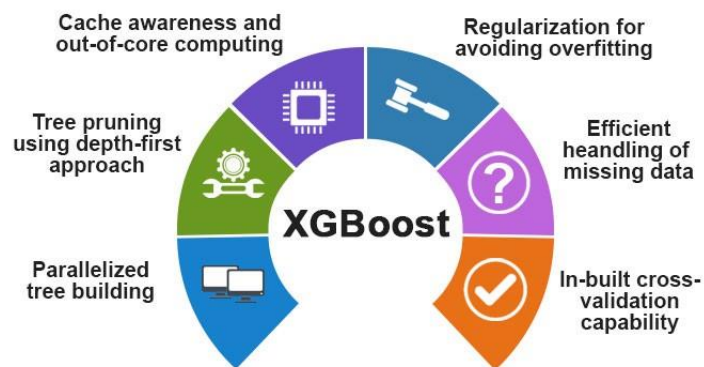 Cache awareness and
out-of-core computing
Regularization for
avoiding overfitting
Tree pruning
using depth-first
approach
Efficient
heandling of
missing data
XGBoost
Parallelized
tree building
In-built cross-
validation
capability